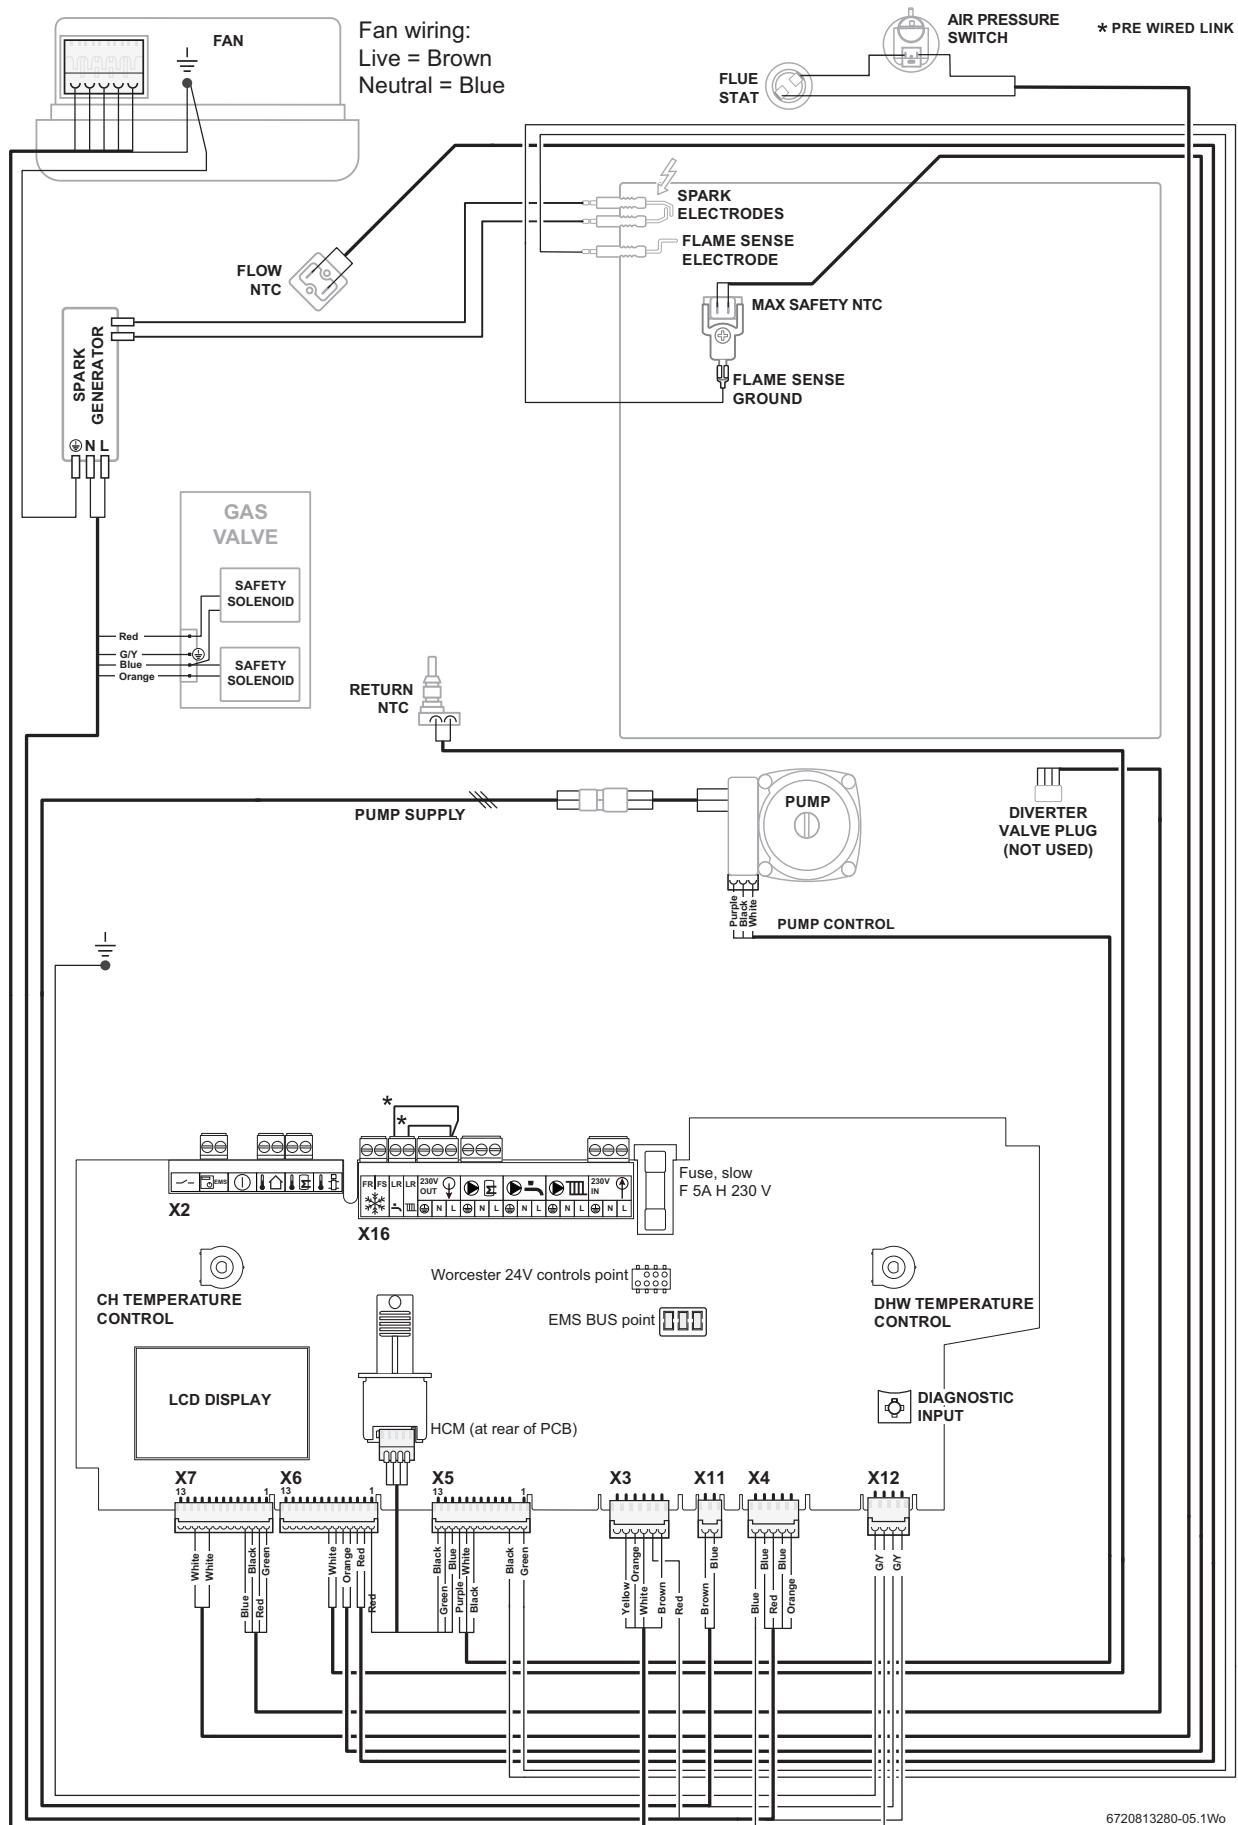 FAN
Fan wiring:
Live = Brown
Neutral = Blue
AIR PRESSURE
SWITCH
* PRE WIRED LINK
FLUE
STAT
SPARK
ELECTRODES
FLAME SENSE
ELECTRODE
FLOW
NTC
MAX SAFETY NTC
SPARK
GENERATOR
FLAME SENSE
GROUND
N L
GAS
VALVE
SAFETY
SOLENOID
Red
G/Y
Blue
Orange
SAFETY
SOLENOID
RETURN
NTC
PUMP
PUMP SUPPLY
DIVERTER
VALVE PLUG
(NOT USED)
Purple
Black
White
PUMP CONTROL
*
*
Fuse, slow
F 5A H 230 V
EMS
FR FS LR LR 230V OUT 230V IN
N L N L N L N L N L
X2
X16
Worcester 24V controls point
EMS BUS point
CH TEMPERATURE
CONTROL
DHW TEMPERATURE
CONTROL
LCD DISPLAY
DIAGNOSTIC
INPUT
HCM (at rear of PCB)
X7 X6 X5 X3 X11 X4 X12
13 1 13 1 13 1
White
White
Blue
Black
Red
Green
White
Orange
Red
Red
Black
Green
Blue
Purple
White
Black
Black
Green
Yellow
Orange
White
Brown
Red
Brown
Blue
Blue
Blue
Red
Blue
Orange
G/Y
G/Y
6720813280-05.1Wo